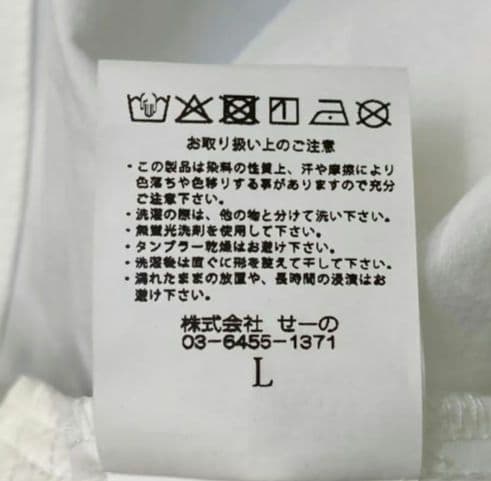 お取り扱い上のご注意
・この製品は染料の性質上、汗や摩擦により
色落ちや色移りする事がありますので充分
ご注意下さい。
・洗濯の際は、他の物と分けて洗い下さい。
・無蛍光洗剤を使用して下さい。
・タンブラー乾燥はお避け下さい。
・洗濯後は直ぐに形を整えて干して下さい。
・濡れたままの放置や、長時間の浸漬はお
避け下さい。
株式会社 せーの
03-6455-1371
L